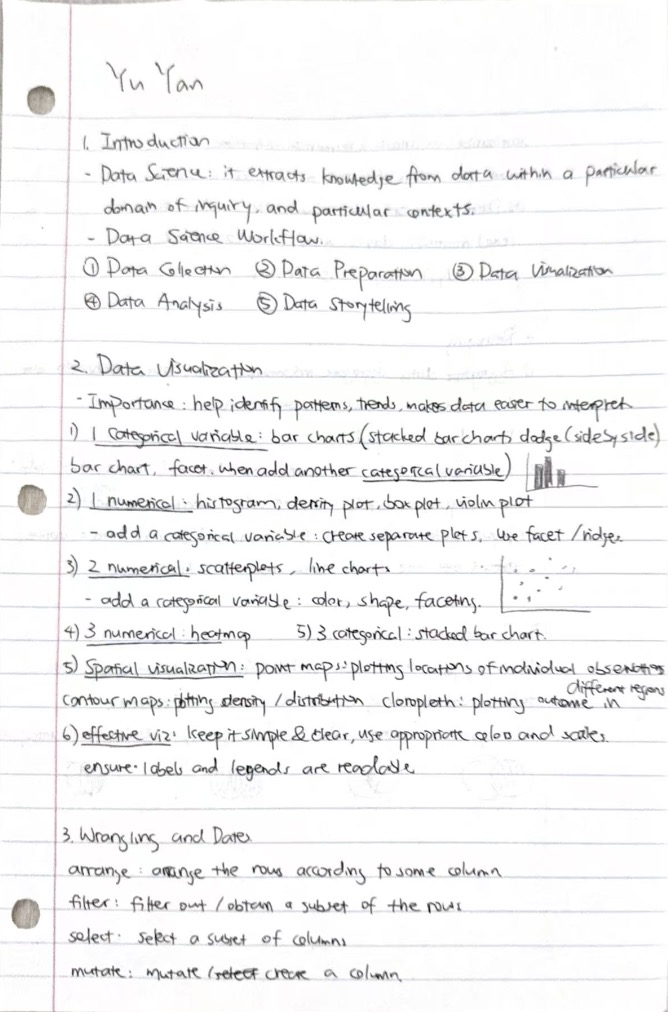 Yu Yan
1. Introduction
- Data Science: it extracts knowledge from data within a particular
domain of inquiry, and particular contexts.
- Data Science Workflow.
① Data Collection ② Data Preparation ③ Data Visualization
④ Data Analysis ⑤ Data Storytelling
2. Data Visualization
- Importance: help identify patterns, trends, makes data easier to interpret
1) 1 Categorical variable: bar charts (stacked bar charts dodge (side by side)
bar chart, facet, when add another categorical variable)
2) 1 numerical: histogram, density plot, box plot, violin plot
- add a categorical variable: create separate plots, use facet / ridges
3) 2 numerical: scatterplots, line charts
- add a categorical variable: color, shape, faceting.
4) 3 numerical: heatmap 5) 3 categorical: stacked bar chart.
5) Spatial visualization: point maps: plotting locations of individual observation
contour maps: plotting density / distribution cloropleth: plotting outcome in different regions
6) effective viz: keep it simple & clear, use appropriate color and scales.
ensure labels and legends are readable
3. Wrangling and Dates
arrange: arrange the rows according to some column
filter: filter out / obtain a subset of the rows
select: select a subset of columns
mutate: mutate / select create a column.